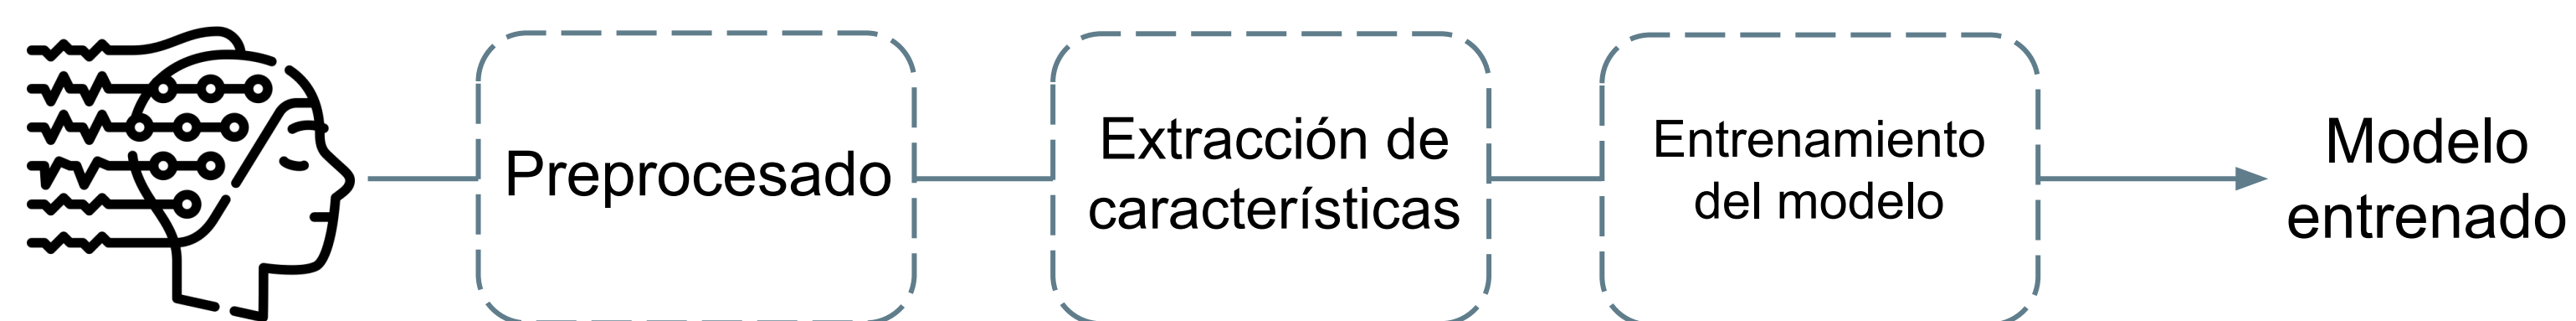 Preprocesado
Extracción de
características
Entrenamiento
del modelo
Modelo
entrenado